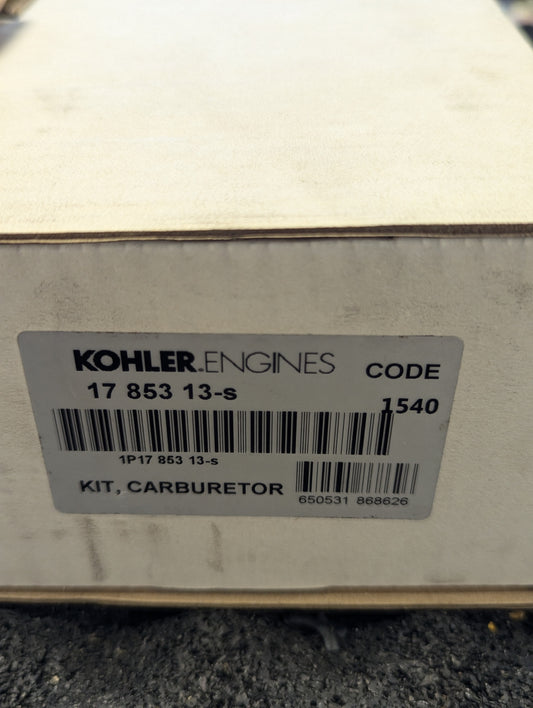 KOHLER ENGINES
CODE
17 853 13-s
1540
1P17 853 13-s
KIT, CARBURETOR
650531 868626